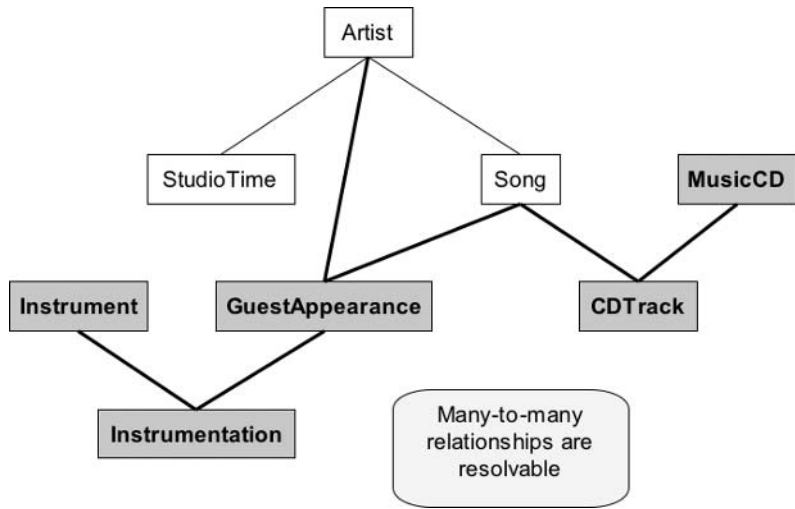 Artist
StudioTime
Song
MusicCD
Instrument
GuestAppearance
CDTrack
Instrumentation
Many-to-many
relationships are
resolvable